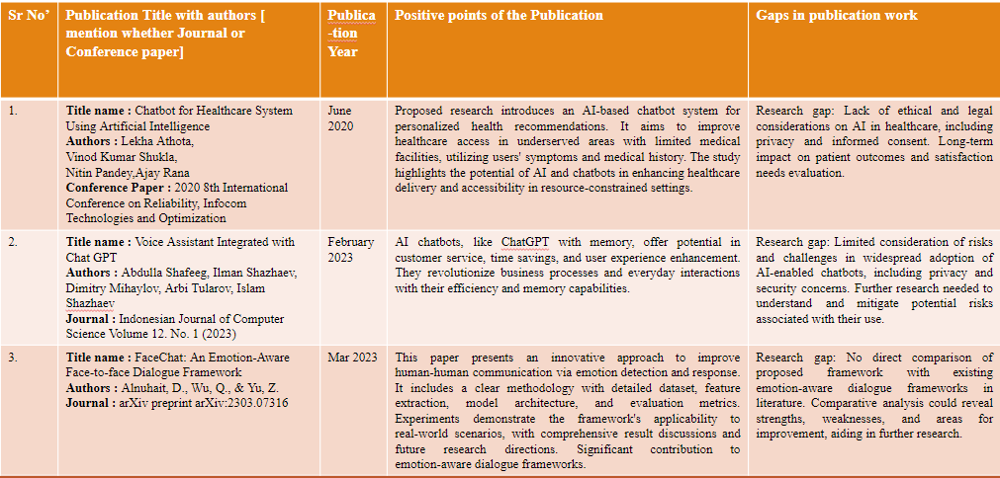 Sr No’
Publication Title with authors [
mention whether Journal or
Conference paper]
Publica
-tion
Year
Positive points of the Publication
Gaps in publication work
1.
Title name : Chatbot for Healthcare System
Using Artificial Intelligence
Authors : Lekha Athota,
Vinod Kumar Shukla,
Nitin Pandey,Ajay Rana
Conference Paper : 2020 8th International
Conference on Reliability, Infocom
Technologies and Optimization
June
2020
Proposed research introduces an AI-based chatbot system for
personalized health recommendations. It aims to improve
healthcare access in underserved areas with limited medical
facilities, utilizing users' symptoms and medical history. The study
highlights the potential of AI and chatbots in enhancing healthcare
delivery and accessibility in resource-constrained settings.
Research gap: Lack of ethical and legal
considerations on AI in healthcare, including
privacy and informed consent. Long-term
impact on patient outcomes and satisfaction
needs evaluation.
2.
Title name : Voice Assistant Integrated with
Chat GPT
Authors : Abdulla Shafeeg, Ilman Shazhaev,
Dimitry Mihaylov, Arbi Tularov, Islam
Shazhaev
Journal : Indonesian Journal of Computer
Science Volume 12. No. 1 (2023)
February
2023
AI chatbots, like ChatGPT with memory, offer potential in
customer service, time savings, and user experience enhancement.
They revolutionize business processes and everyday interactions
with their efficiency and memory capabilities.
Research gap: Limited consideration of risks
and challenges in widespread adoption of
AI-enabled chatbots, including privacy and
security concerns. Further research needed to
understand and mitigate potential risks
associated with their use.
3.
Title name : FaceChat: An Emotion-Aware
Face-to-face Dialogue Framework
Authors : Alnuhait, D., Wu, Q., & Yu, Z.
Journal : arXiv preprint arXiv:2303.07316
Mar 2023
This paper presents an innovative approach to improve
human-human communication via emotion detection and response.
It includes a clear methodology with detailed dataset, feature
extraction, model architecture, and evaluation metrics.
Experiments demonstrate the framework's applicability to
real-world scenarios, with comprehensive result discussions and
future research directions. Significant contribution to
emotion-aware dialogue frameworks.
Research gap: No direct comparison of
proposed framework with existing
emotion-aware dialogue frameworks in
literature. Comparative analysis could reveal
strengths, weaknesses, and areas for
improvement, aiding in further research.